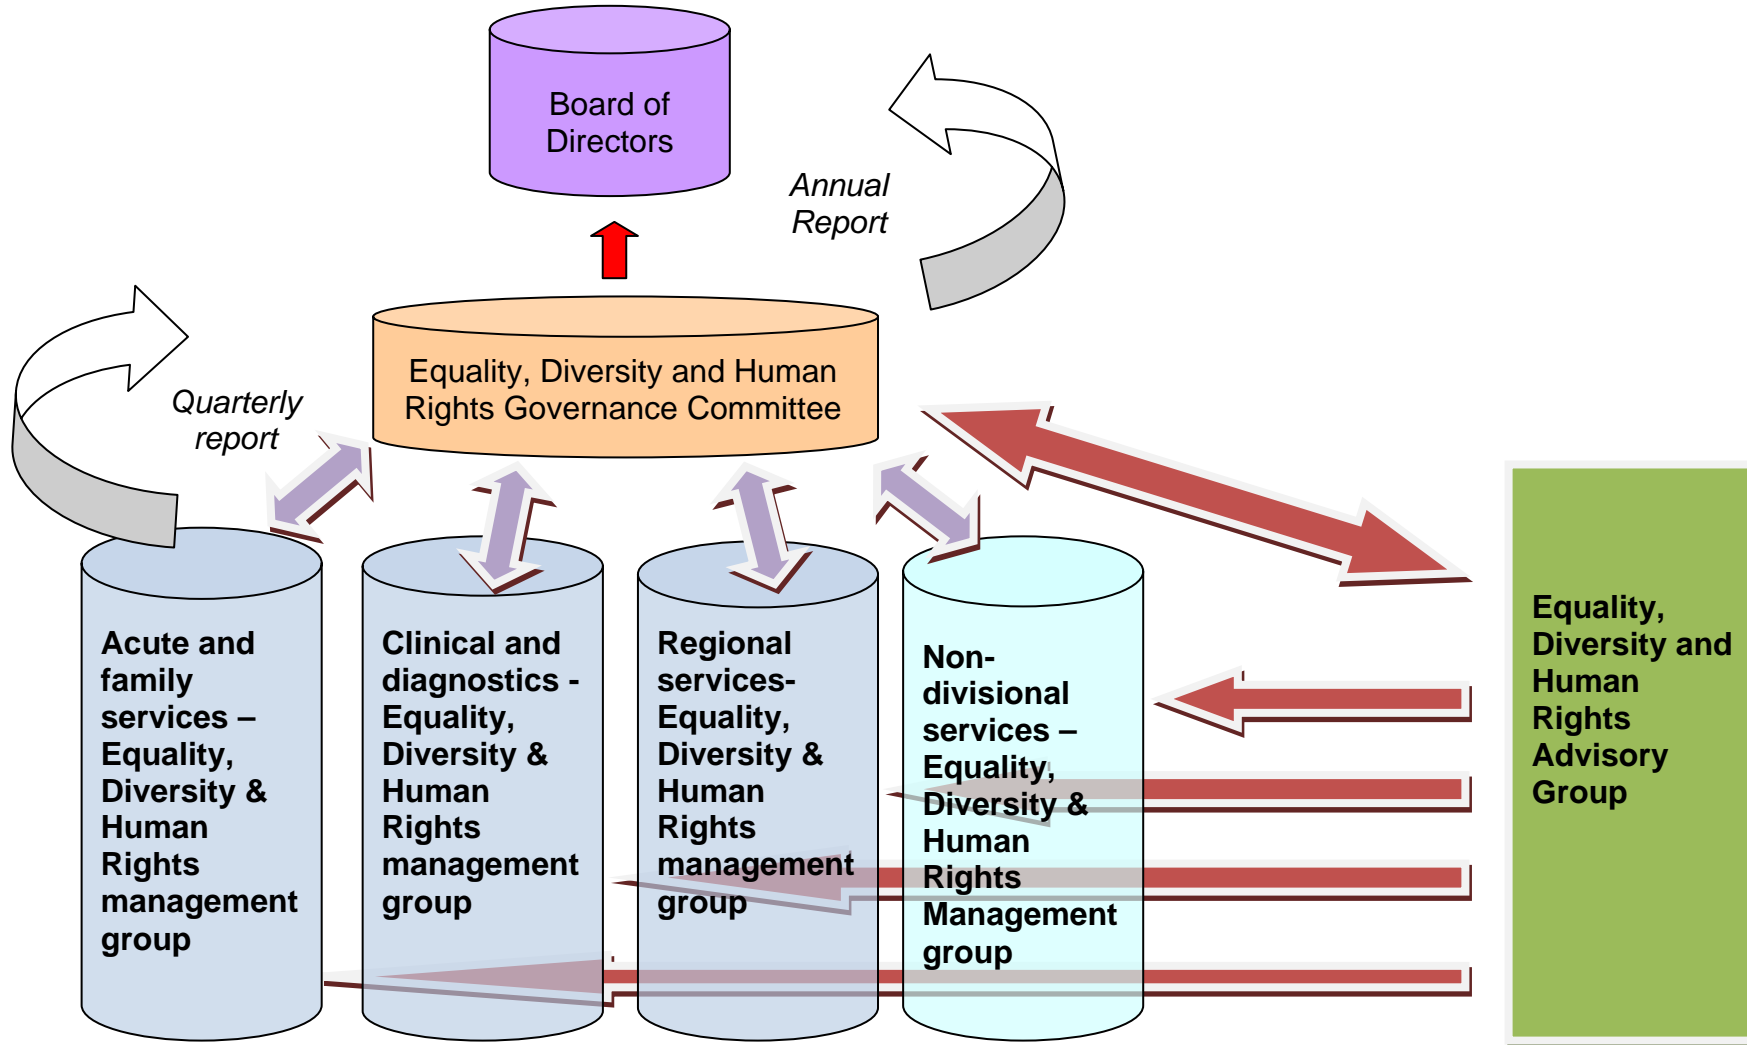 Board of
Directors
Annual
Report
Equality, Diversity and Human
Rights Governance Committee
Quarterly
report
Acute and
family
services –
Equality,
Diversity &
Human
Rights
management
group
Clinical and
diagnostics -
Equality,
Diversity &
Human
Rights
management
group
Regional
services-
Equality,
Diversity &
Human
Rights
management
group
Non-
divisional
services –
Equality,
Diversity &
Human
Rights
Management
group
Equality,
Diversity and
Human
Rights
Advisory
Group